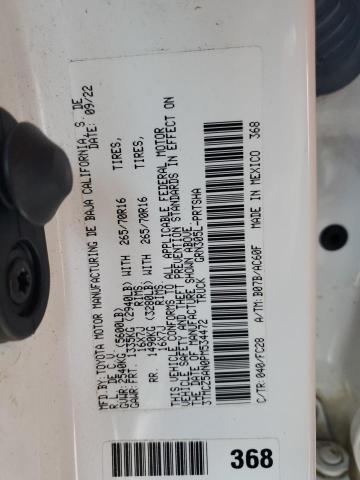 MFD.BY:TOYOTA MOTOR MANUFACTURING DE BAJA CALIFORNIA, S. DE
R. DE C.V. DATE: 09/22
GVWR:2540KG(5600LB)
GAWR:FRT. 1335KG (2940LB) WITH 265/70R16 TIRES,
16X7J RIMS
RR. 1490KG (3280LB) WITH 265/70R16 TIRES,
16X7J RIMS
THIS VEHICLE CONFORMS TO ALL APPLICABLE FEDERAL MOTOR
VEHICLE SAFETY AND THEFT PREVENTION STANDARDS IN EFFECT ON
THE DATE OF MANUFACTURE SHOWN ABOVE.
3TMCZ5AN0PM534472 TRUCK GRN305L-PRTSHA
C/TR:040/FC28 A/TM:B07B/AC60F MADE IN MEXICO 368
368